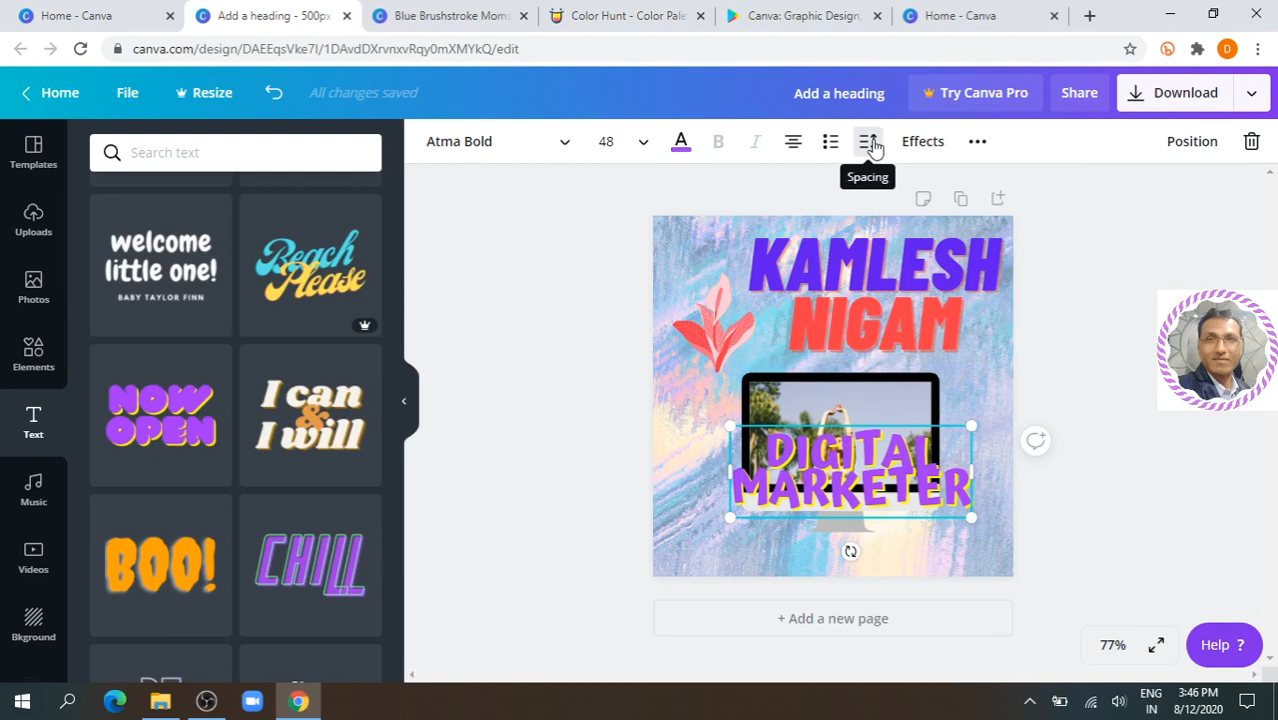 Home - Canva
Add a heading - 500px
Blue Brushstroke Moms
Color Hunt - Color Pale
Canva: Graphic Design,
Home - Canva
canva.com/design/DAEEqsVke7I/1DAvdDXrvnxvRqy0mXMYkQ/edit
D
Home
File
Resize
All changes saved
Add a heading
Try Canva Pro
Share
Download
Templates
Uploads
Photos
Elements
Text
Music
Videos
Bkground
Search text
Atma Bold
48
A
B
I
Effects
Position
Spacing
welcome
little one!
BABY TAYLOR FINN
Beach
Please
NOW
OPEN
I can
&
I will
BOO!
CHILL
KAMLESH
NIGAM
DIGITAL
MARKETER
+ Add a new page
77%
Help ?
ENG
IN
3:46 PM
8/12/2020